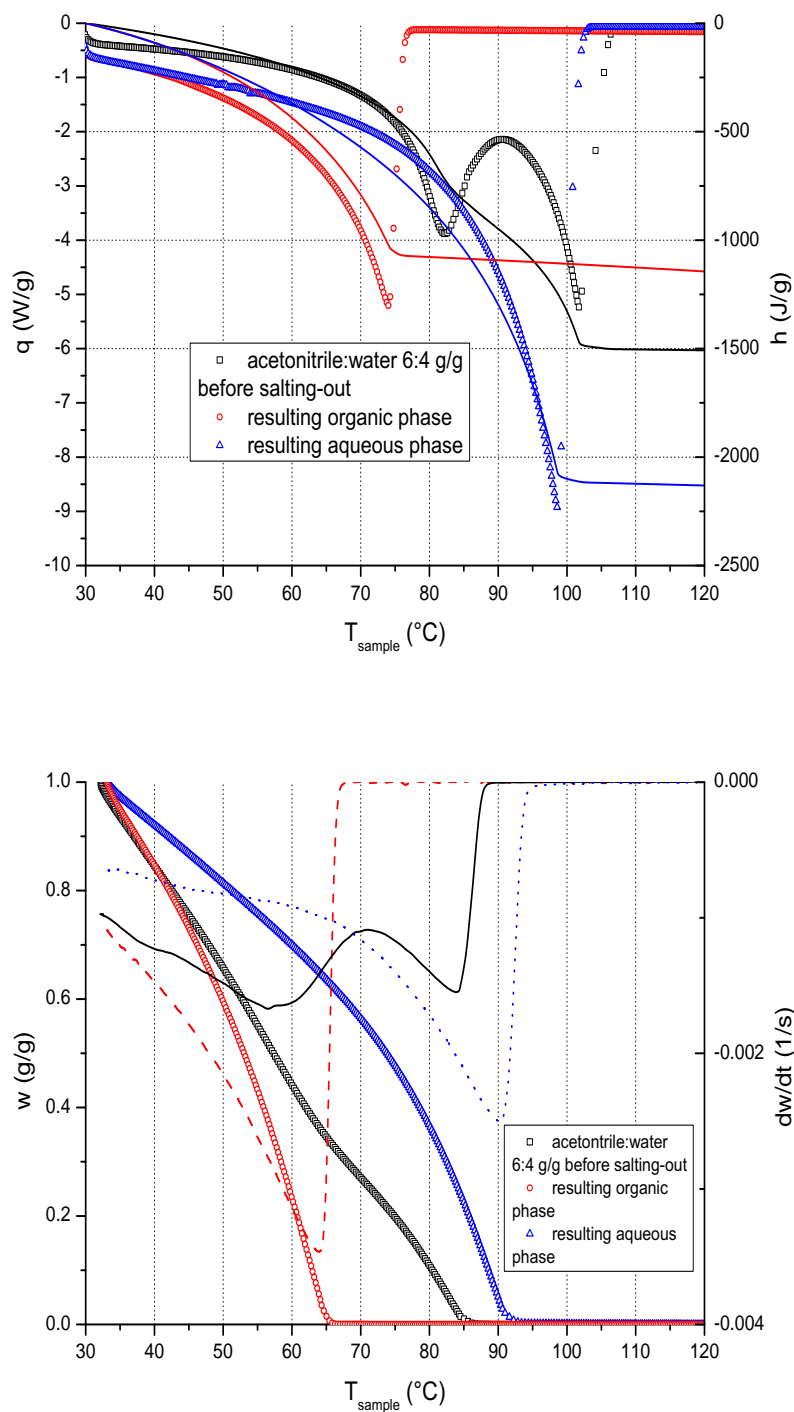 0
-1
-2
-3
-4
-5
-6
-7
-8
-9
-10
q (W/g)
0
-500
-1000
-1500
-2000
-2500
h (J/g)
acetonitrile:water 6:4 g/g
before salting-out
resulting organic phase
resulting aqueous phase
30 40 50 60 70 80 90 100 110 120
T_sample (°C)
1.0
0.8
0.6
0.4
0.2
0.0
w (g/g)
0.000
-0.002
-0.004
dw/dt (1/s)
acetontrile:water
6:4 g/g before salting-out
resulting organic
phase
resulting aqueous
phase
30 40 50 60 70 80 90 100 110 120
T_sample (°C)